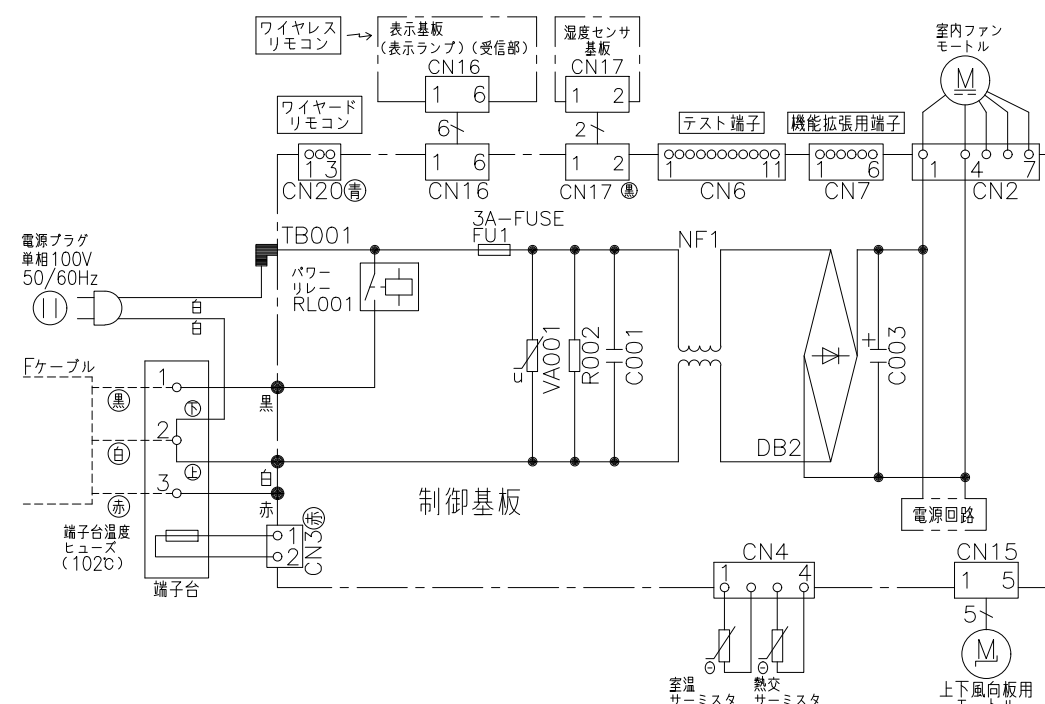 ワイヤレス
リモコン
表示基板
(表示ランプ)(受信部)
CN16
1 6
6
1 6
CN16
湿度センサ
基板
CN17
1 2
2
1 2
CN17 黒
ワイヤード
リモコン
1 3
CN20 青
テスト端子
1 11
CN6
機能拡張用端子
1 6
CN7
室内ファン
モートル
M
1 4 7
CN2
電源プラグ
単相100V
50/60Hz
白
白
TB001
パワー
リレー
RL001
3A-FUSE
FU1
u
VA001
R002
C001
NF1
DB2
+
C003
電源回路
Fケーブル
黒
白
赤
1
下
2
上
3
黒
白
赤
端子台温度
ヒューズ
(102℃)
端子台
1
2
CN3 赤
制御基板
CN4
1 4
θ
θ
室温
サーミスタ
熱交
サーミスタ
CN15
1 5
5
M
上下風向板用